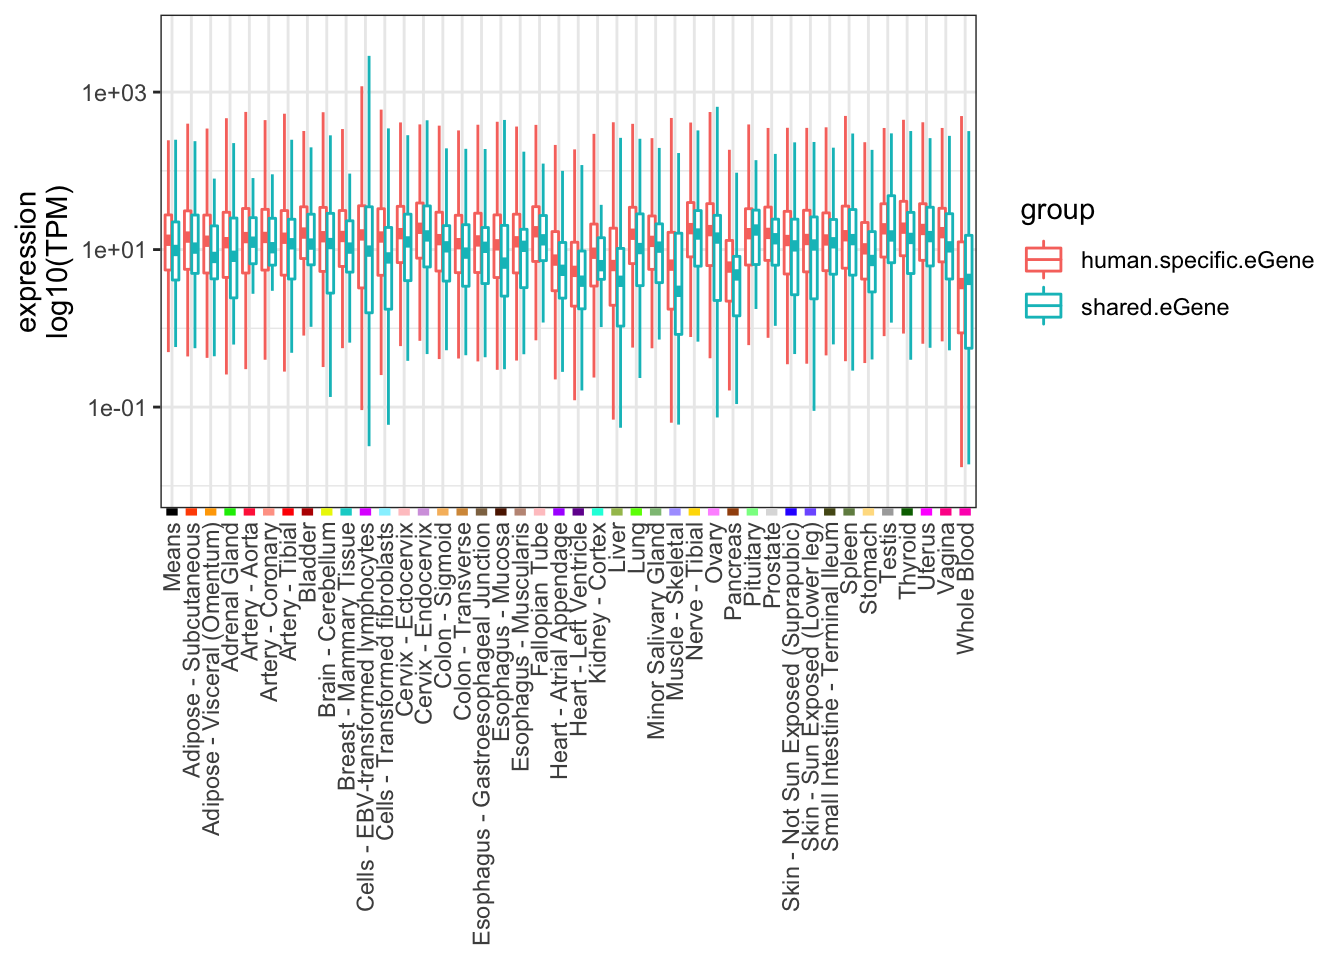 expression
log10(TPM)
1e+03
1e+01
1e-01
group
human.specific.eGene
shared.eGene
Means
Adipose - Subcutaneous
Adipose - Visceral (Omentum)
Adrenal Gland
Artery - Aorta
Artery - Coronary
Artery - Tibial
Bladder
Brain - Cerebellum
Breast - Mammary Tissue
Cells - EBV-transformed lymphocytes
Cells - Transformed fibroblasts
Cervix - Ectocervix
Cervix - Endocervix
Colon - Sigmoid
Colon - Transverse
Esophagus - Gastroesophageal Junction
Esophagus - Mucosa
Esophagus - Muscularis
Fallopian Tube
Heart - Atrial Appendage
Heart - Left Ventricle
Kidney - Cortex
Liver
Lung
Minor Salivary Gland
Muscle - Skeletal
Nerve - Tibial
Ovary
Pancreas
Pituitary
Prostate
Skin - Not Sun Exposed (Suprapubic)
Skin - Sun Exposed (Lower leg)
Small Intestine - Terminal Ileum
Spleen
Stomach
Testis
Thyroid
Uterus
Vagina
Whole Blood